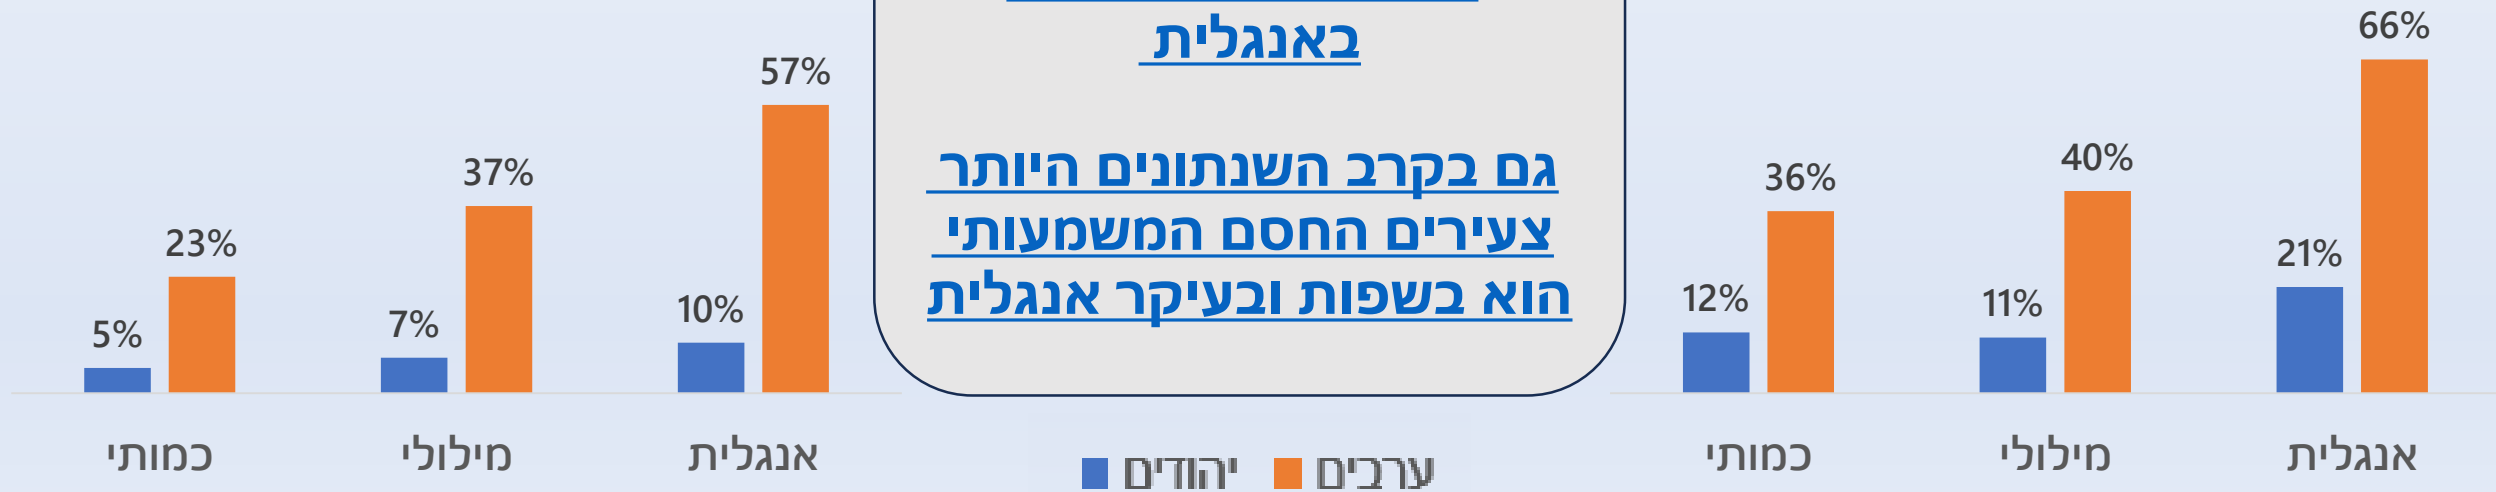 באנגלית
גם בקרב השנתונים היותר
צעירים החסם המשמעותי
הוא בשפות ובעיקר אנגלית
57%
37%
23%
10%
7%
5%
כמותי
מילולי
אנגלית
66%
40%
36%
21%
12%
11%
כמותי
מילולי
אנגלית
יהודים
ערבים